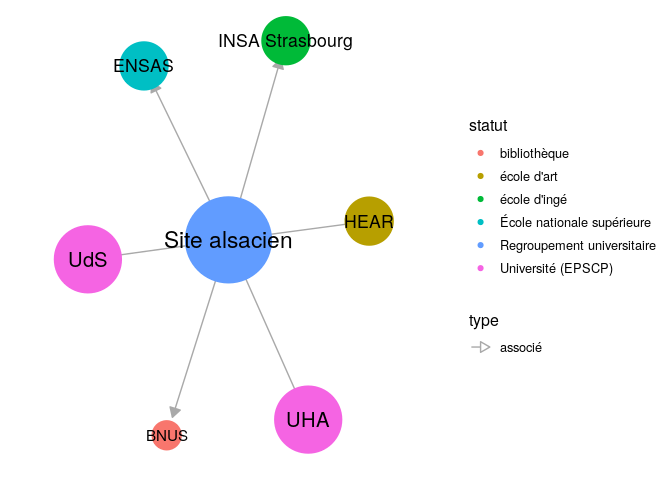 INSA Strasbourg
ENSAS
HEAR
Site alsacien
UdS
UHA
BNUS
statut
bibliothèque
école d'art
école d'ingé
École nationale supérieure
Regroupement universitaire
Université (EPSCP)
type
associé